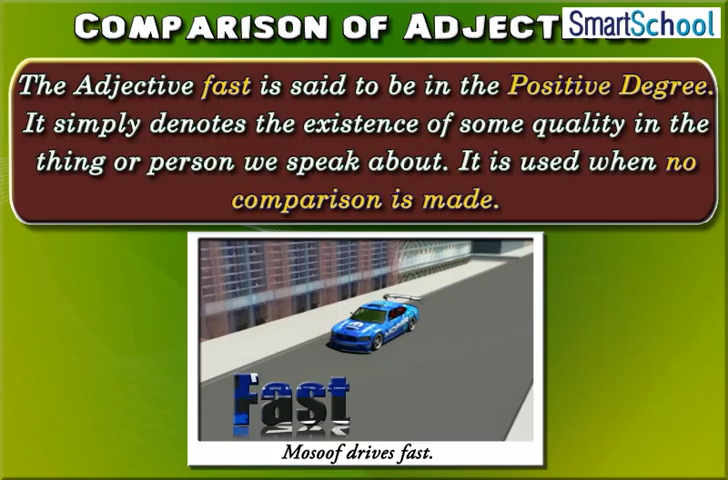 COMPARISON OF ADJECT
SmartSchool
The Adjective fast is said to be in the Positive Degree.
It simply denotes the existence of some quality in the
thing or person we speak about. It is used when no
comparison is made.
Fast
Mosoof drives fast.